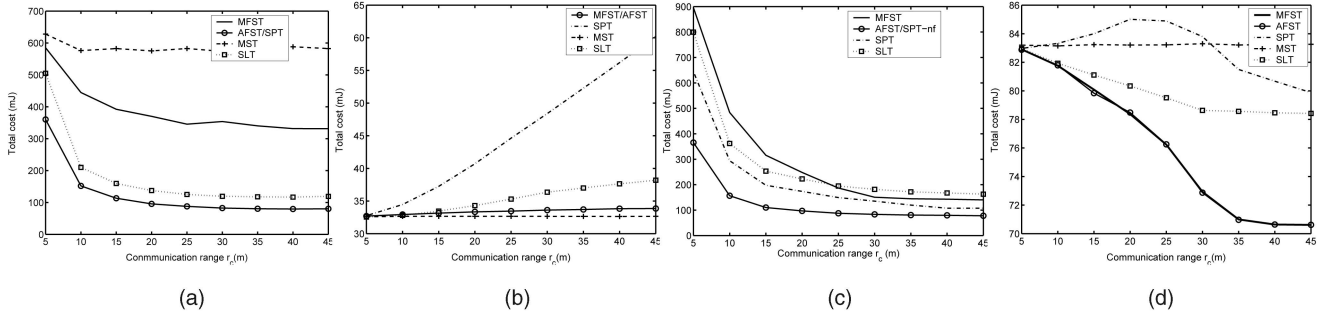 700
600
500
400
300
200
100
0
5
10
15
20
25
30
35
40
45
Total cost (mJ)
Communication range r_c(m)
MFST
AFST/SPT
MST
SLT
(a)
65
60
55
50
45
40
35
30
5
10
15
20
25
30
35
40
45
Total cost (mJ)
Communication range r_c(m)
MFST/AFST
SPT
MST
SLT
(b)
900
800
700
600
500
400
300
200
100
0
5
10
15
20
25
30
35
40
45
Total cost (mJ)
Communication range r_c (m)
MFST
AFST/SPT-nf
SPT
SLT
(c)
86
84
82
80
78
76
74
72
70
5
10
15
20
25
30
35
40
45
Total cost (mJ)
Communication range r_c(m)
MFST
AFST
SPT
MST
SLT
(d)